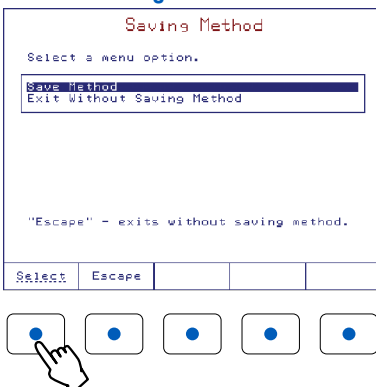 Saving Method
Select a menu option.
Save Method
Exit Without Saving Method
"Escape" - exits without saving method.
Select Escape